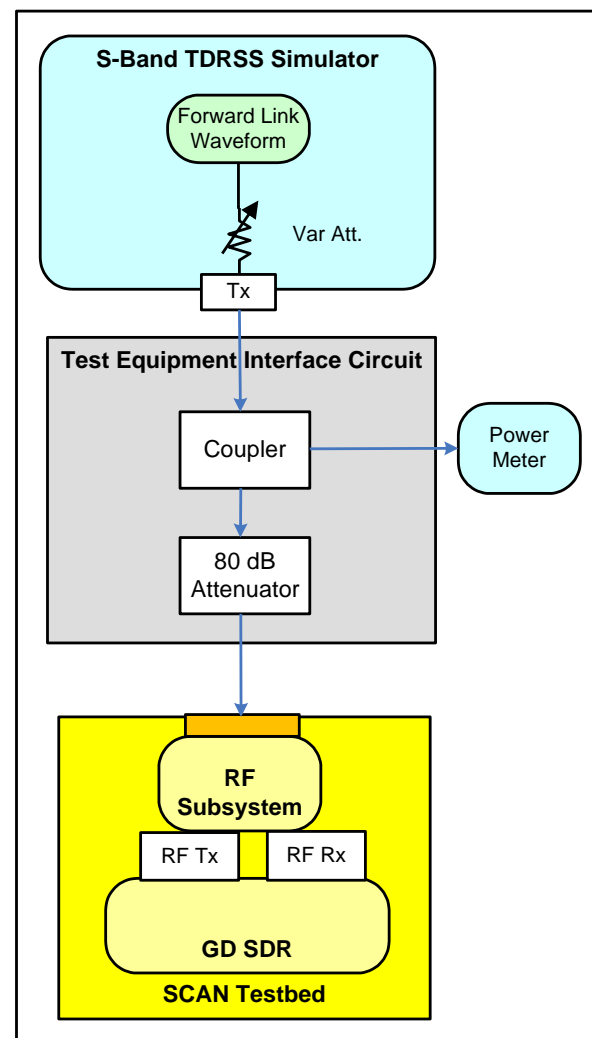 S-Band TDRSS Simulator
Forward Link
Waveform
Var Att.
Tx
Test Equipment Interface Circuit
Coupler
Power
Meter
80 dB
Attenuator
RF
Subsystem
RF Tx
RF Rx
GD SDR
SCAN Testbed